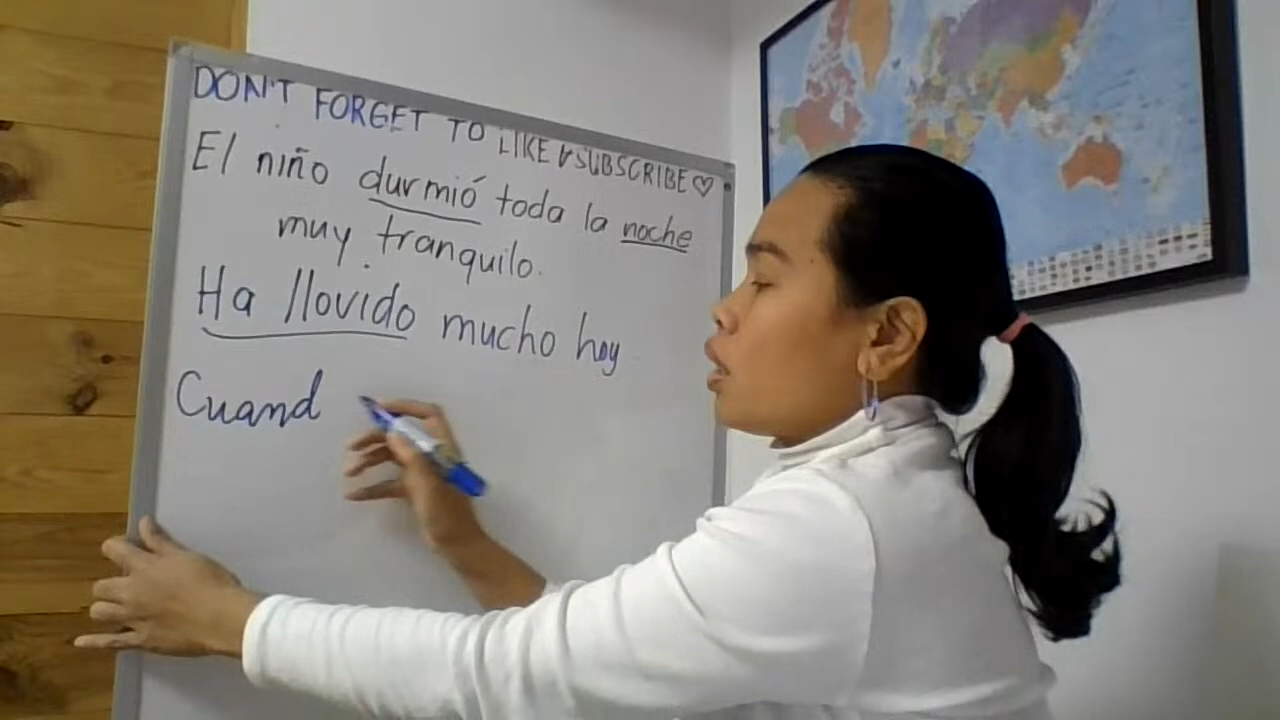 DON'T FORGET TO LIKE & SUBSCRIBE ♡
El niño durmió toda la noche
muy tranquilo.
Ha llovido mucho hoy
Cuand